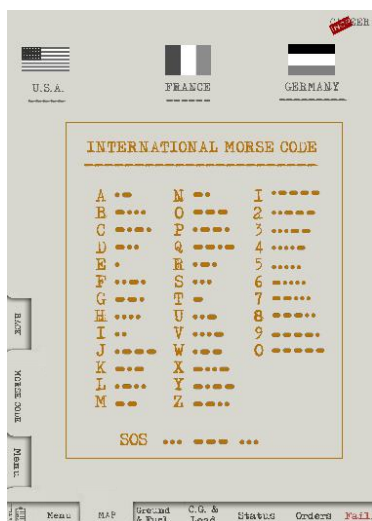 U.S.A. FRANCE GERMANY
INTERNATIONAL MORSE CODE
A •– N –• 1 •––––
B –••• O ––– 2 ••–––
C –•–• P •––• 3 •••––
D –•• Q ––•– 4 ••••–
E • R •–• 5 •••••
F ••–• S ••• 6 –••••
G ––• T – 7 ––•••
H •••• U ••– 8 –––••
I •• V •••– 9 ––––•
J •––– W •–– 0 –––––
K –•– X –••–
L •–•• Y –•––
M –– Z ––••
SOS ••• ––– •••
BACK
MORSE CODE
Menu
Menu MAP Ground & Fuel C.G. & Load Status Orders Fail